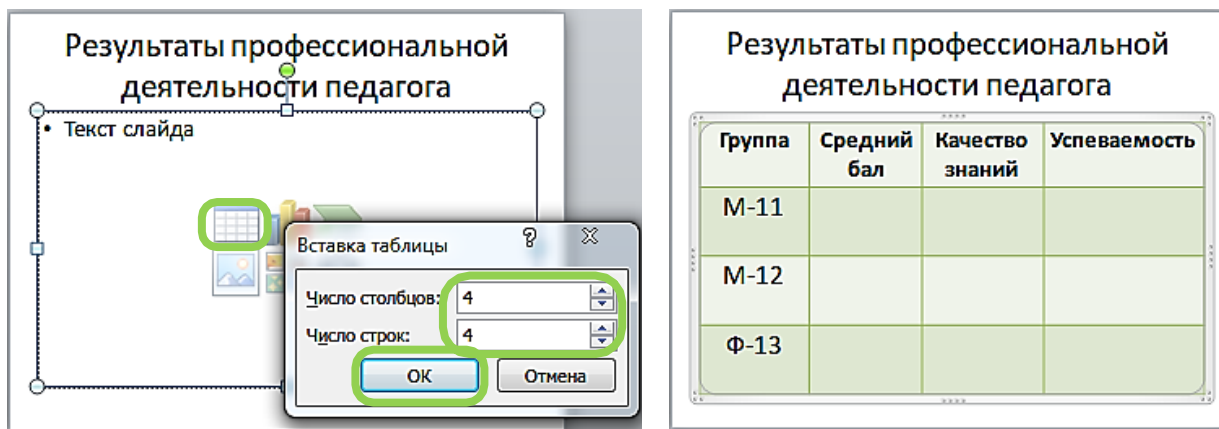 Результаты профессиональной
деятельности педагога
• Текст слайда
Вставка таблицы
Число столбцов: 4
Число строк: 4
ОК
Отмена
Результаты професcиональной
деятельности педагога
Группа Средний бал Качество знаний Успеваемость
М-11
М-12
Ф-13